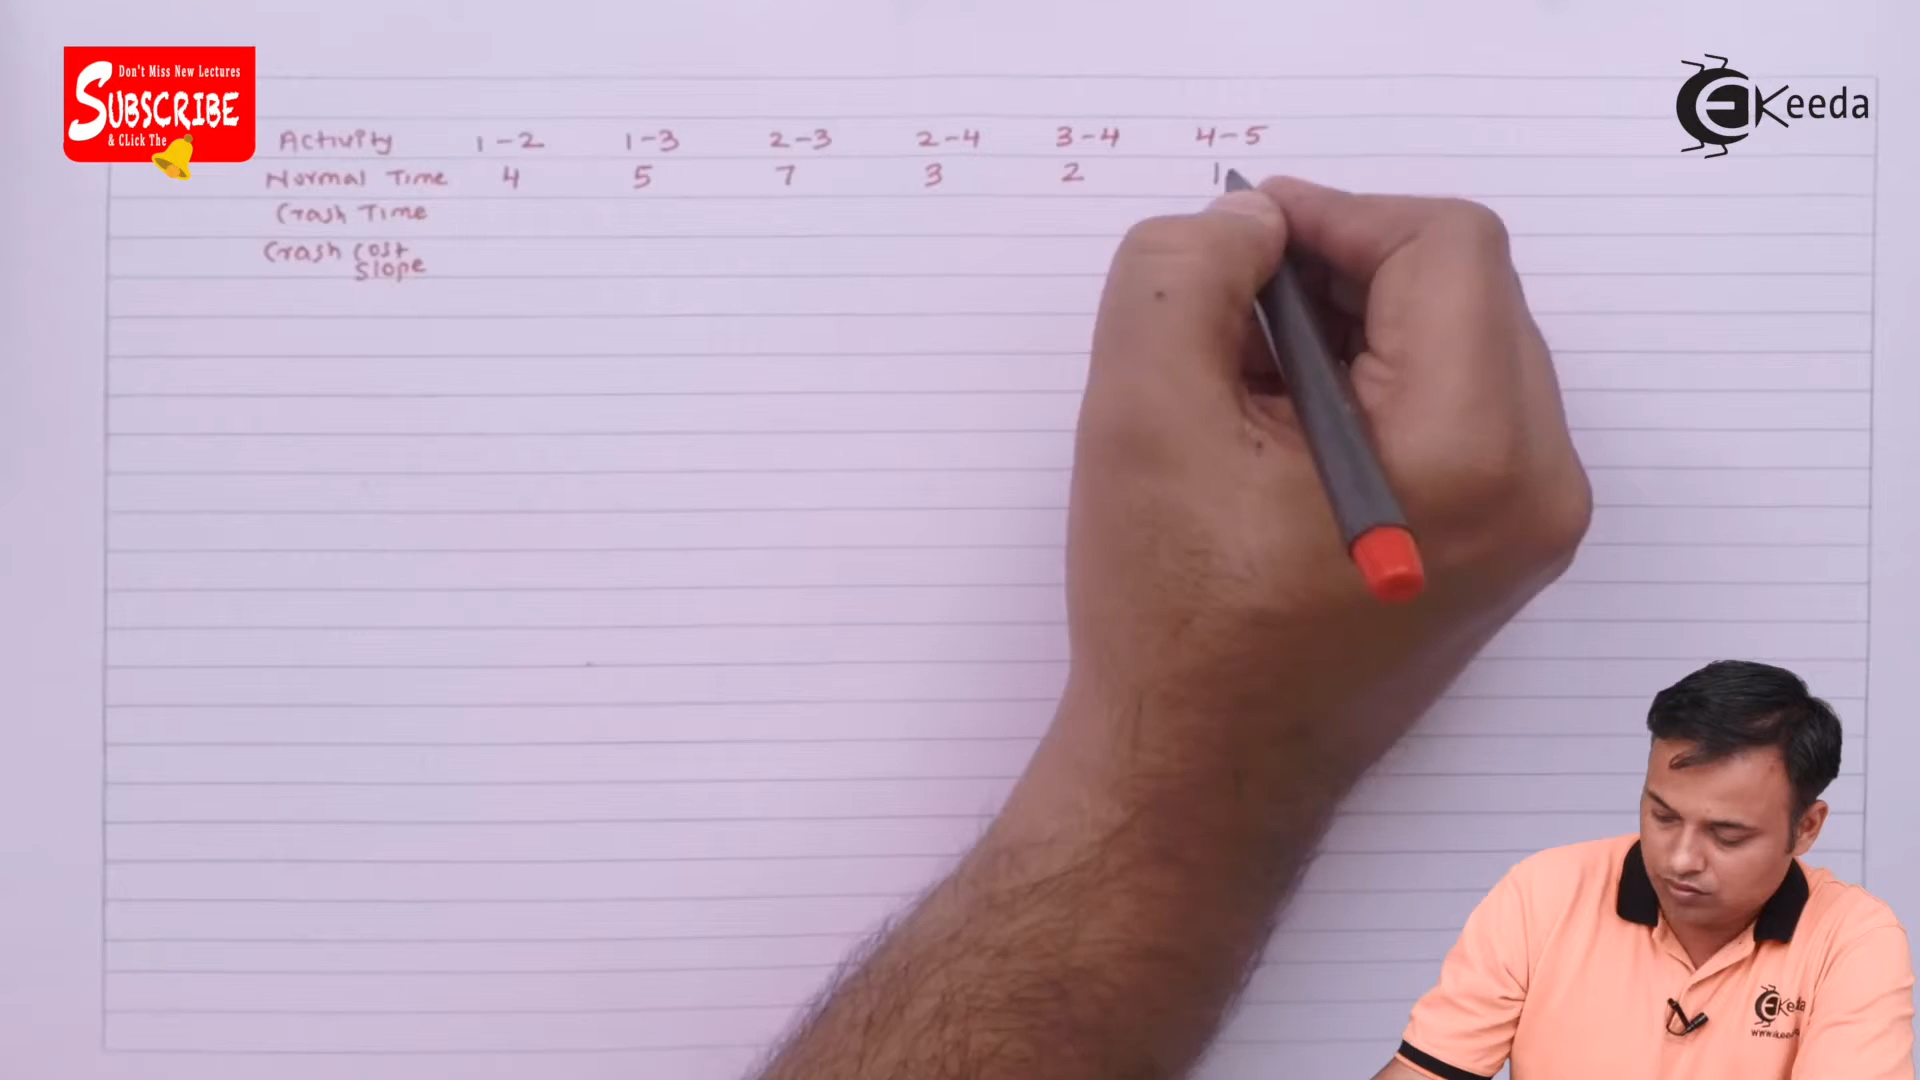 Don't Miss New Lectures
SUBSCRIBE
& CLick The
EKeeda
Activity 1-2 1-3 2-3 2-4 3-4 4-5
Normal Time 4 5 7 3 2 1
Crash Time
Crash Cost
Slope